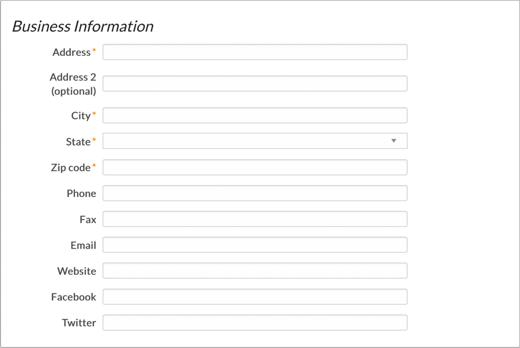 Business Information
Address*
Address 2
(optional)
City*
State*
Zip code*
Phone
Fax
Email
Website
Facebook
Twitter